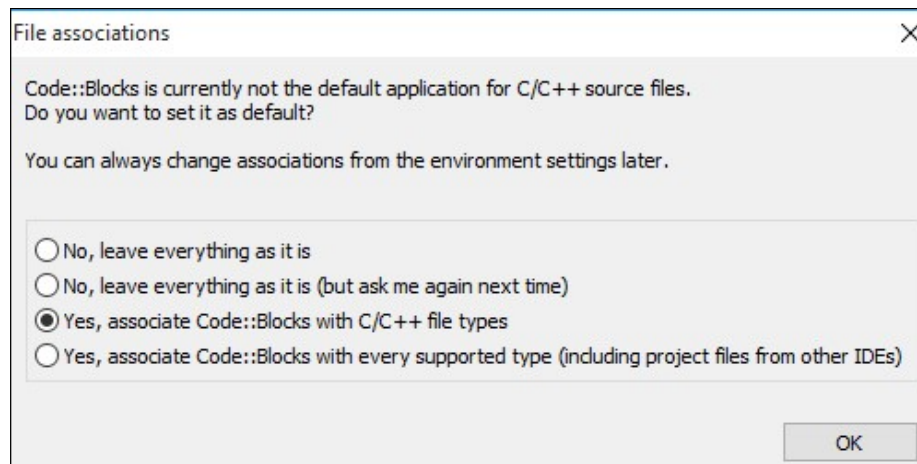 File associations
Code::Blocks is currently not the default application for C/C++ source files.
Do you want to set it as default?
You can always change associations from the environment settings later.
No, leave everything as it is
No, leave everything as it is (but ask me again next time)
Yes, associate Code::Blocks with C/C++ file types
Yes, associate Code::Blocks with every supported type (including project files from other IDEs)
OK